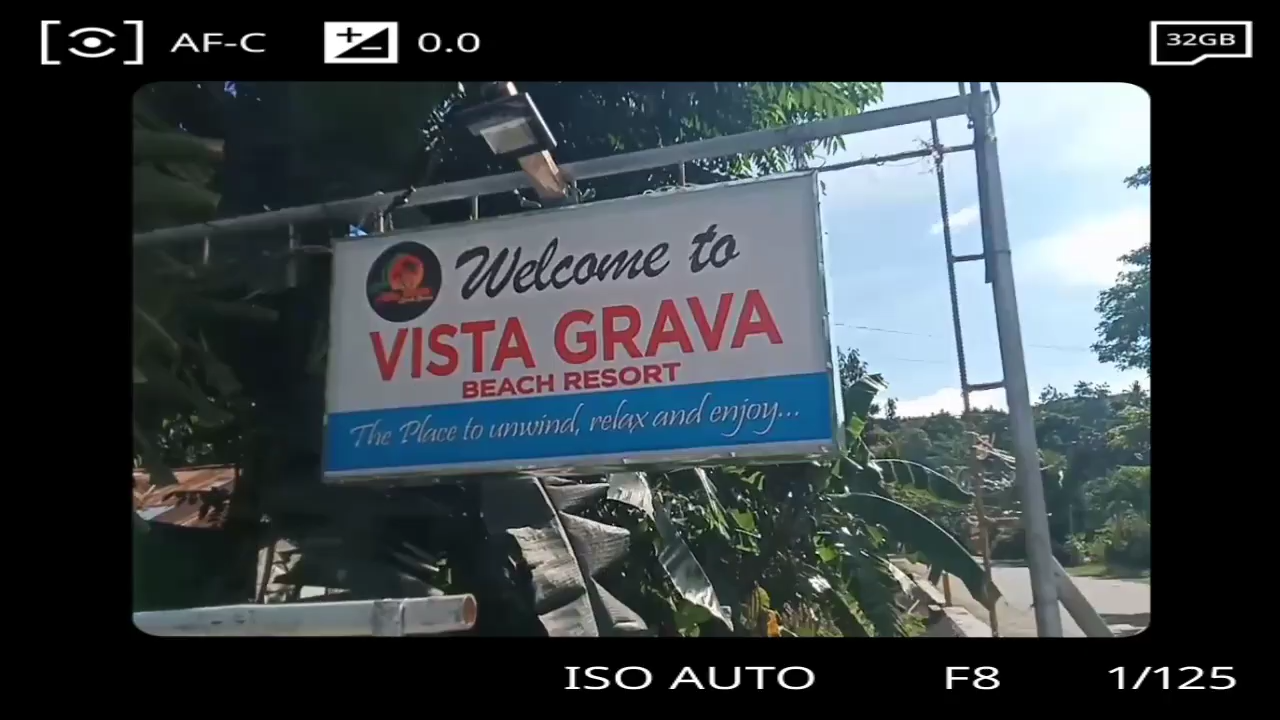 AF-C
0.0
32GB
Welcome to
VISTA GRAVA
BEACH RESORT
The Place to unwind, relax and enjoy...
ISO AUTO
F8
1/125